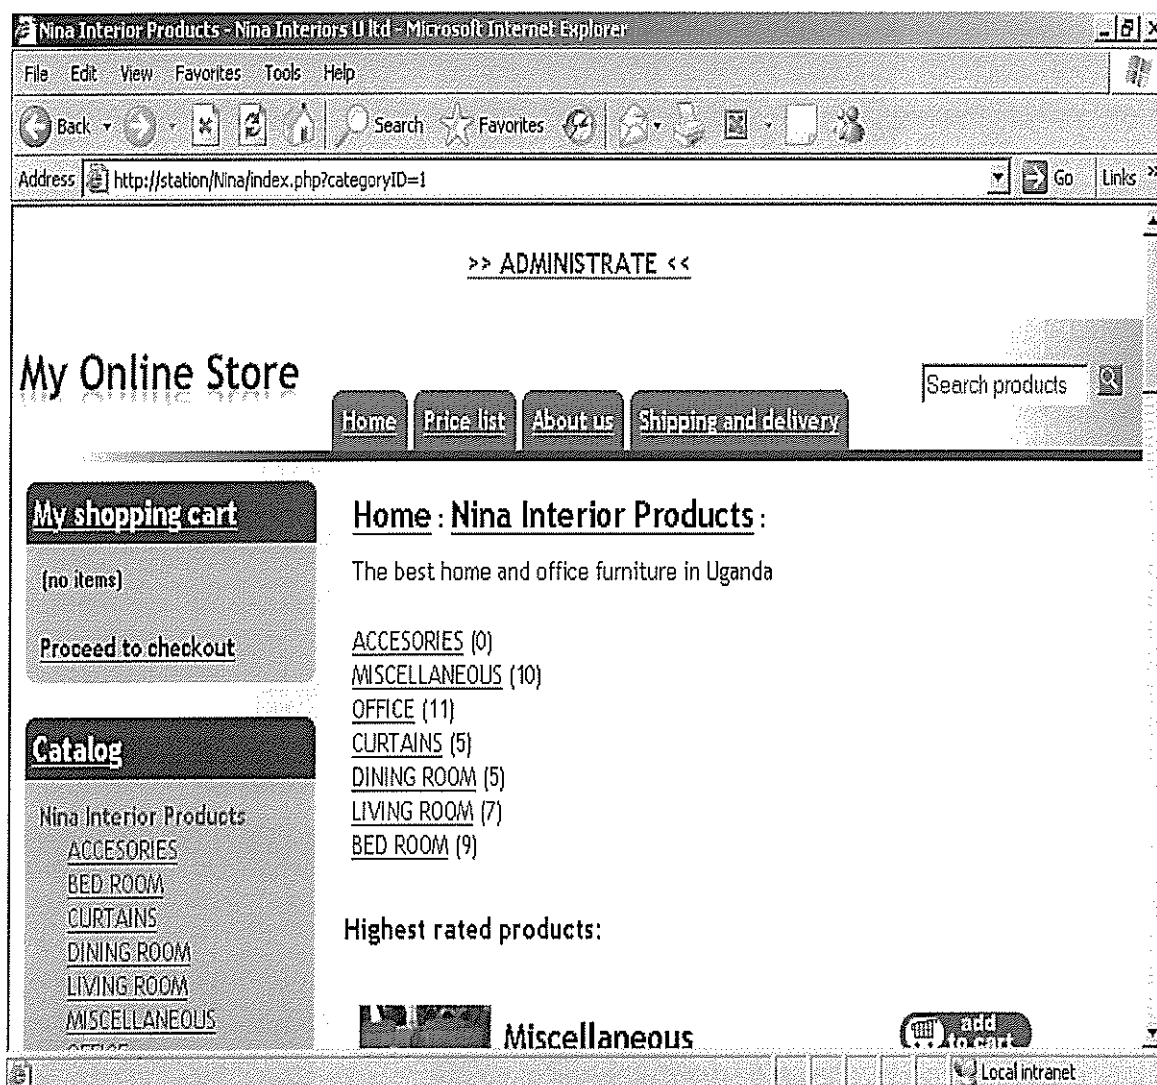 Nina Interior Products - Nina Interiors U ltd - Microsoft Internet Explorer
File Edit View Favorites Tools Help
Back Search Favorites
Address http://station/Nina/index.php?categoryID=1 Go Links »
>> ADMINISTRATE <<
My Online Store
Search products
Home Price list About us Shipping and delivery
My shopping cart
(no items)
Proceed to checkout
Catalog
Nina Interior Products
ACCESORIES
BED ROOM
CURTAINS
DINING ROOM
LIVING ROOM
MISCELLANEOUS
OFFICE
Home : Nina Interior Products :
The best home and office furniture in Uganda
ACCESORIES (0)
MISCELLANEOUS (10)
OFFICE (11)
CURTAINS (5)
DINING ROOM (5)
LIVING ROOM (7)
BED ROOM (9)
Highest rated products:
Miscellaneous
add
to cart
Local intranet